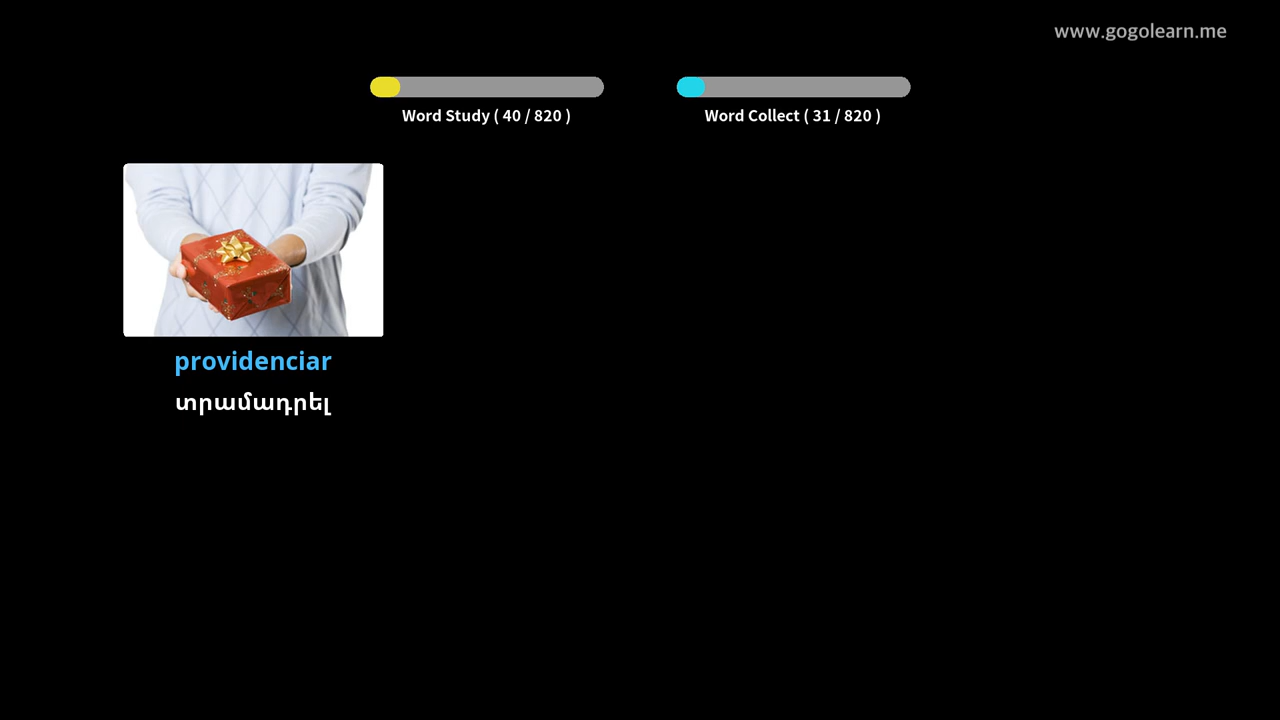 www.gogolearn.me
Word Study ( 40 / 820 )
Word Collect ( 31 / 820 )
providenciar
տրամադրել